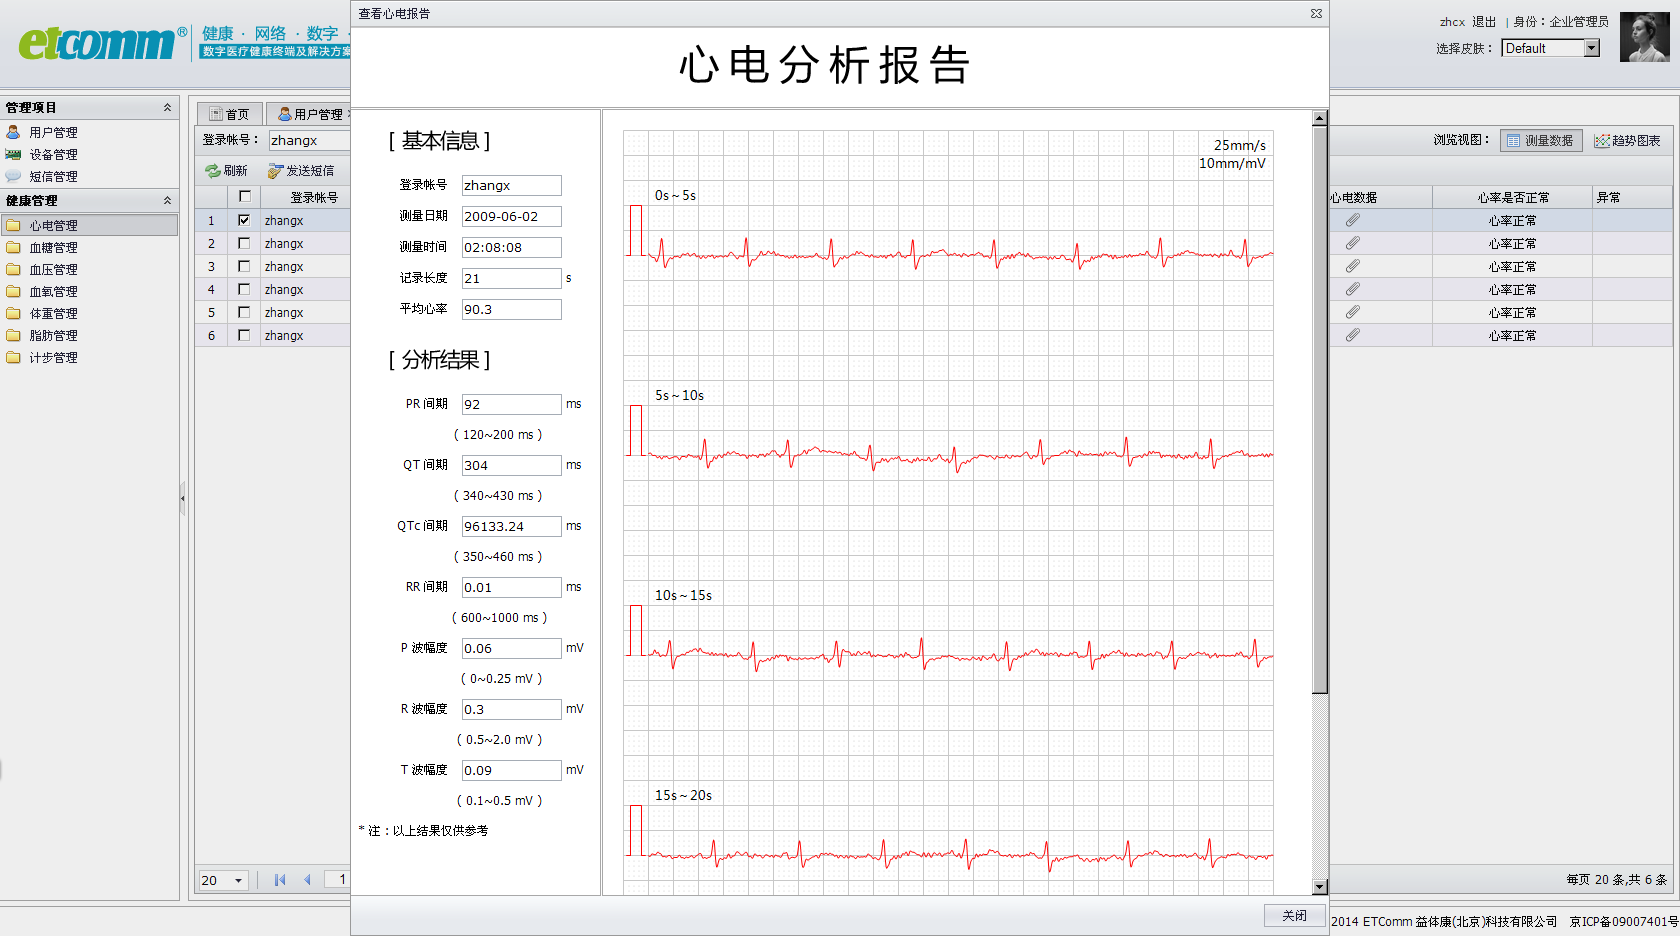 查看心电报告
etcomm®
健康 · 网络 · 数字 ·
数字医疗健康终端及解决方案
zhcx 退出 | 身份：企业管理员
选择皮肤： Default
心电分析报告
管理项目
用户管理
设备管理
短信管理
健康管理
心电管理
血糖管理
血压管理
血氧管理
体重管理
脂肪管理
计步管理
首页 用户管理
登录帐号： zhangx
刷新 发送短信
登录帐号
1 zhangx
2 zhangx
3 zhangx
4 zhangx
5 zhangx
6 zhangx
20 1
[ 基本信息 ]
登录帐号 zhangx
测量日期 2009-06-02
测量时间 02:08:08
记录长度 21 s
平均心率 90.3
[ 分析结果 ]
PR 间期 92 ms
( 120~200 ms )
QT 间期 304 ms
( 340~430 ms )
QTc 间期 96133.24 ms
( 350~460 ms )
RR 间期 0.01 ms
( 600~1000 ms )
P 波幅度 0.06 mV
( 0~0.25 mV )
R 波幅度 0.3 mV
( 0.5~2.0 mV )
T 波幅度 0.09 mV
( 0.1~0.5 mV )
* 注：以上结果仅供参考
25mm/s
10mm/mV
0s~5s
5s~10s
10s~15s
15s~20s
关闭
浏览视图： 测量数据 趋势图表
心电数据 心率是否正常 异常
心率正常
心率正常
心率正常
心率正常
心率正常
心率正常
每页 20 条,共 6 条
2014 ETComm 益体康(北京)科技有限公司 京ICP备09007401号